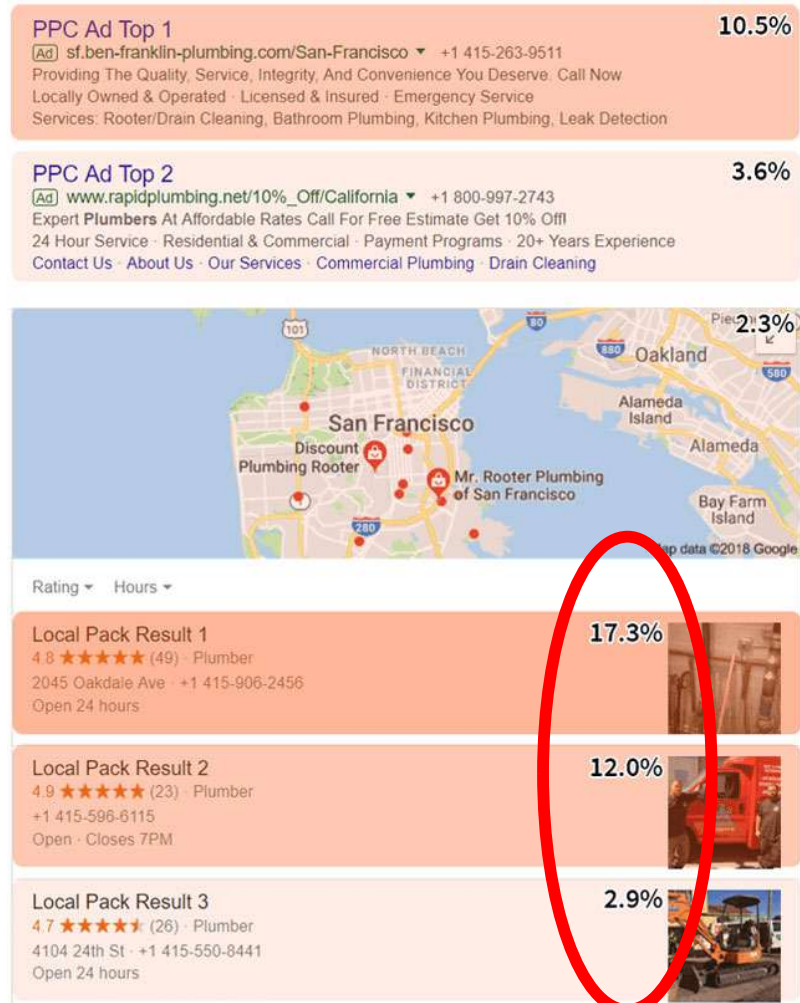 PPC Ad Top 1 10.5%
Ad sf.ben-franklin-plumbing.com/San-Francisco +1 415-263-9511
Providing The Quality, Service, Integrity, And Convenience You Deserve. Call Now
Locally Owned & Operated · Licensed & Insured · Emergency Service
Services: Rooter/Drain Cleaning, Bathroom Plumbing, Kitchen Plumbing, Leak Detection
PPC Ad Top 2 3.6%
Ad www.rapidplumbing.net/10%_Off/California +1 800-997-2743
Expert Plumbers At Affordable Rates Call For Free Estimate Get 10% Off!
24 Hour Service · Residential & Commercial · Payment Programs · 20+ Years Experience
Contact Us · About Us · Our Services · Commercial Plumbing · Drain Cleaning
2.3%
101
80
NORTH BEACH
880
Oakland
FINANCIAL
DISTRICT
580
Alameda
Island
San Francisco
Discount
Plumbing Rooter
Alameda
Mr. Rooter Plumbing
of San Francisco
1
Bay Farm
Island
280
data ©2018 Google
Rating Hours
Local Pack Result 1 17.3%
4.8 ★★★★★ (49) · Plumber
2045 Oakdale Ave · +1 415-906-2456
Open 24 hours
Local Pack Result 2 12.0%
4.9 ★★★★★ (23) · Plumber
+1 415-596-6115
Open · Closes 7PM
Local Pack Result 3 2.9%
4.7 ★★★★★ (26) · Plumber
4104 24th St · +1 415-550-8441
Open 24 hours